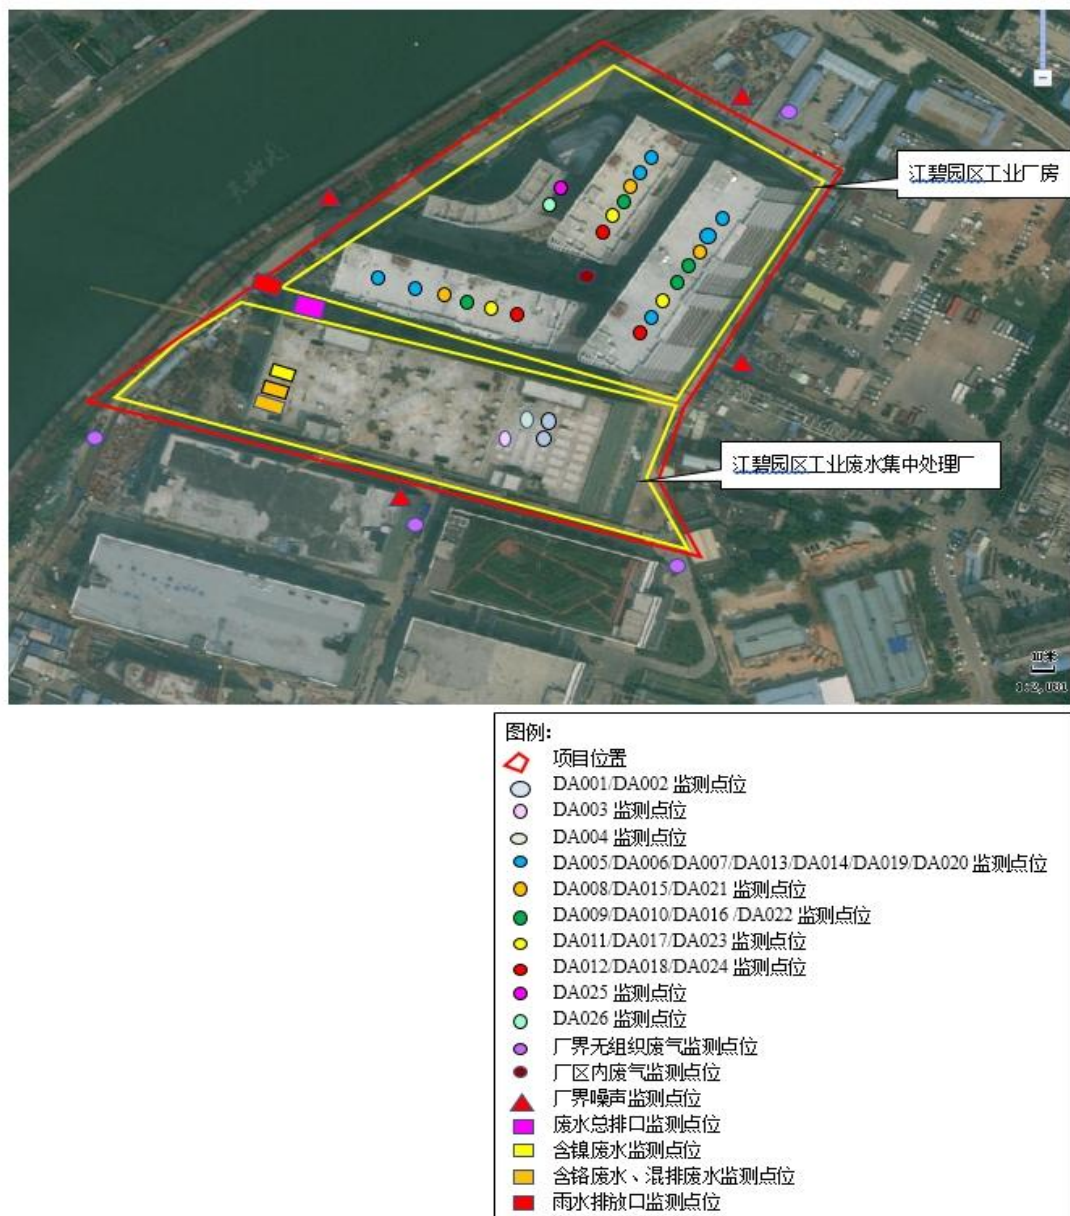 江碧园区工业厂房
江碧园区工业废水集中处理厂
图例：
项目位置
DA001/DA002 监测点位
DA003 监测点位
DA004 监测点位
DA005/DA006/DA007/DA013/DA014/DA019/DA020 监测点位
DA008/DA015/DA021 监测点位
DA009/DA010/DA016 /DA022 监测点位
DA011/DA017/DA023 监测点位
DA012/DA018/DA024 监测点位
DA025 监测点位
DA026 监测点位
厂界无组织废气监测点位
厂区内废气监测点位
厂界噪声监测点位
废水总排口监测点位
含镍废水监测点位
含铬废水、混排废水监测点位
雨水排放口监测点位